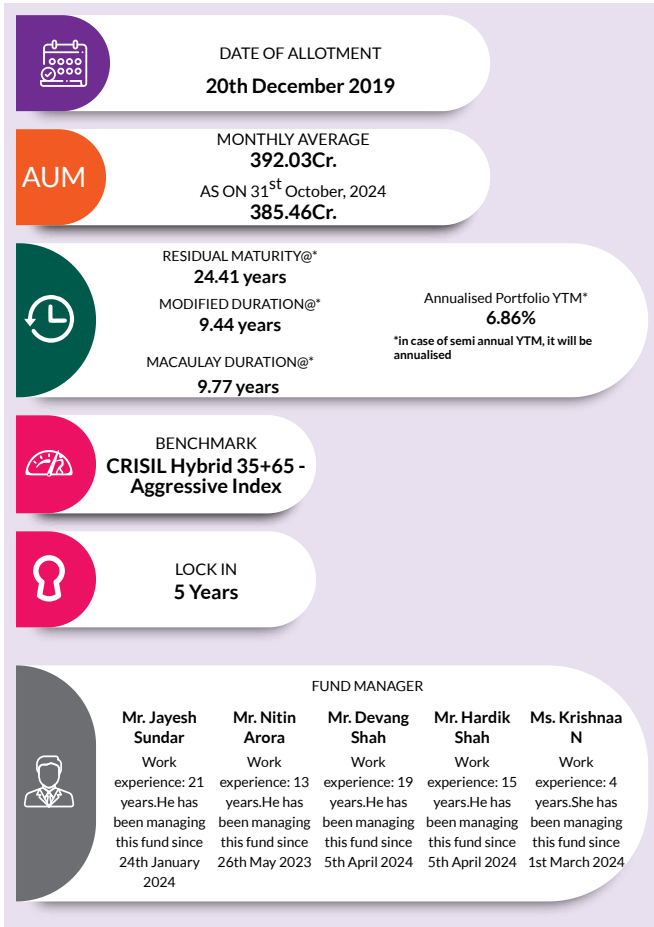 DATE OF ALLOTMENT
20th December 2019
AUM
MONTHLY AVERAGE
392.03Cr.
AS ON 31st October, 2024
385.46Cr.
RESIDUAL MATURITY@*
24.41 years
MODIFIED DURATION@*
9.44 years
MACAULAY DURATION@*
9.77 years
Annualised Portfolio YTM*
6.86%
*in case of semi annual YTM, it will be
annualised
BENCHMARK
CRISIL Hybrid 35+65 -
Aggressive Index
LOCK IN
5 Years
FUND MANAGER
Mr. Jayesh
Sundar
Work
experience: 21
years.He has
been managing
this fund since
24th January
2024
Mr. Nitin
Arora
Work
experience: 13
years.He has
been managing
this fund since
26th May 2023
Mr. Devang
Shah
Work
experience: 19
years.He has
been managing
this fund since
5th April 2024
Mr. Hardik
Shah
Work
experience: 15
years.He has
been managing
this fund since
5th April 2024
Ms. Krishnaa
N
Work
experience: 4
years.She has
been managing
this fund since
1st March 2024